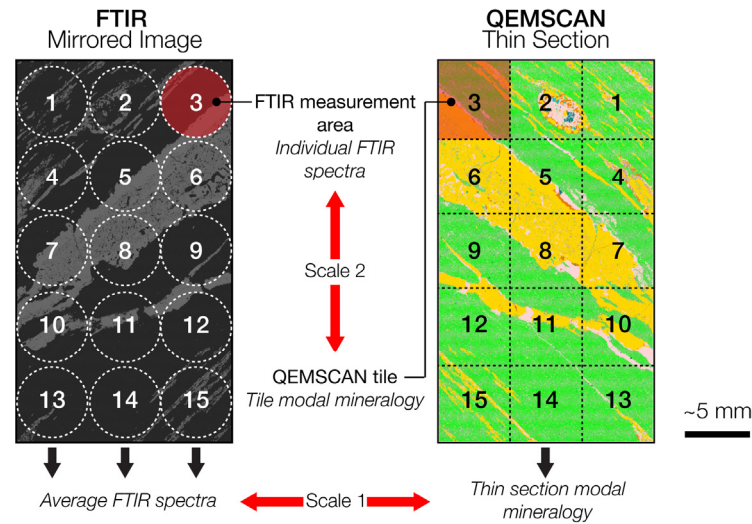 FTIR
Mirrored Image
QEMSCAN
Thin Section
1 2 3
4 5 6
7 8 9
10 11 12
13 14 15
FTIR measurement
area
Individual FTIR
spectra
Scale 2
QEMSCAN tile
Tile modal mineralogy
3 2 1
6 5 4
9 8 7
12 11 10
15 14 13
~5 mm
Average FTIR spectra
Scale 1
Thin section modal
mineralogy